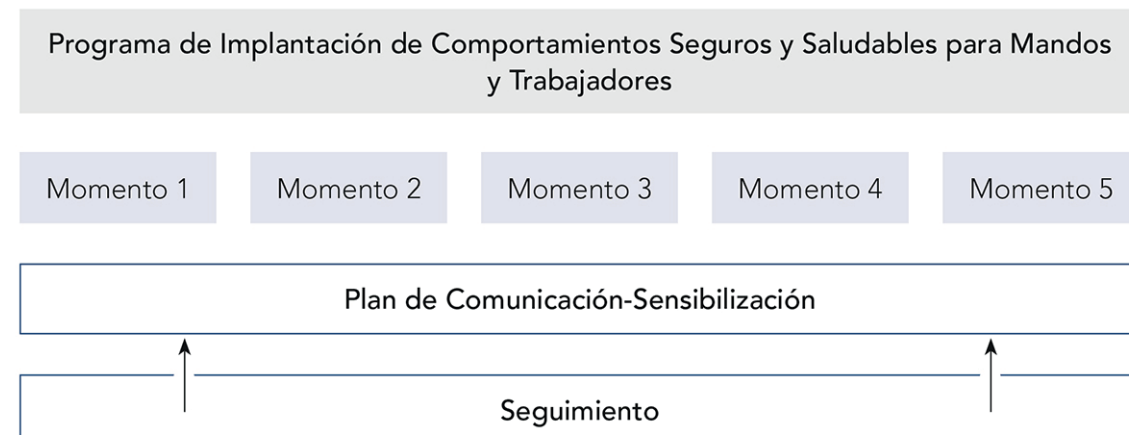 Programa de Implantación de Comportamientos Seguros y Saludables para Mandos
y Trabajadores
Momento 1
Momento 2
Momento 3
Momento 4
Momento 5
Plan de Comunicación-Sensibilización
Seguimiento